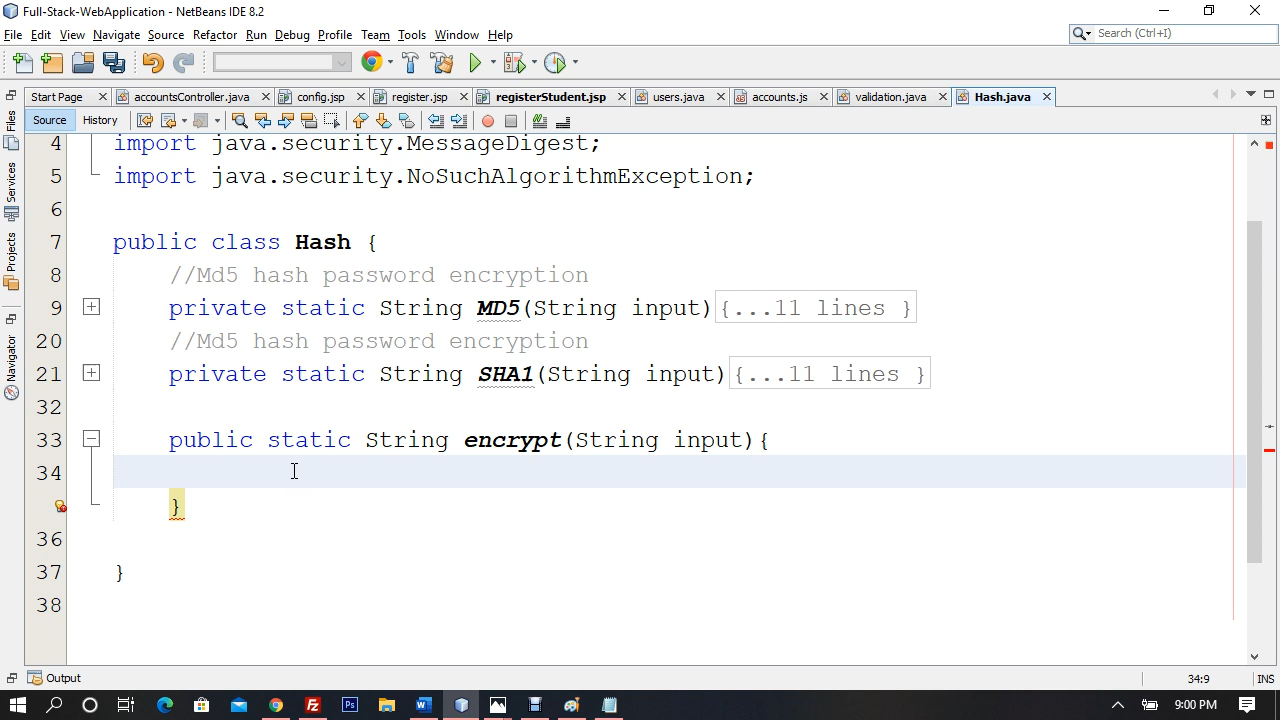 Full-Stack-WebApplication - NetBeans IDE 8.2
File Edit View Navigate Source Refactor Run Debug Profile Team Tools Window Help
Search (Ctrl+I)
Start Page accountsController.java config.jsp register.jsp registerStudent.jsp users.java accounts.js validation.java Hash.java
Source History
Files
Services
Projects
Navigator
4 import java.security.MessageDigest;
5 import java.security.NoSuchAlgorithmException;
6
7 public class Hash {
8 //Md5 hash password encryption
9 private static String MD5(String input){...11 lines }
20 //Md5 hash password encryption
21 private static String SHA1(String input){...11 lines }
32
33 public static String encrypt(String input){
34
}
36
37 }
38
Output
34:9 INS
Ps
9:00 PM